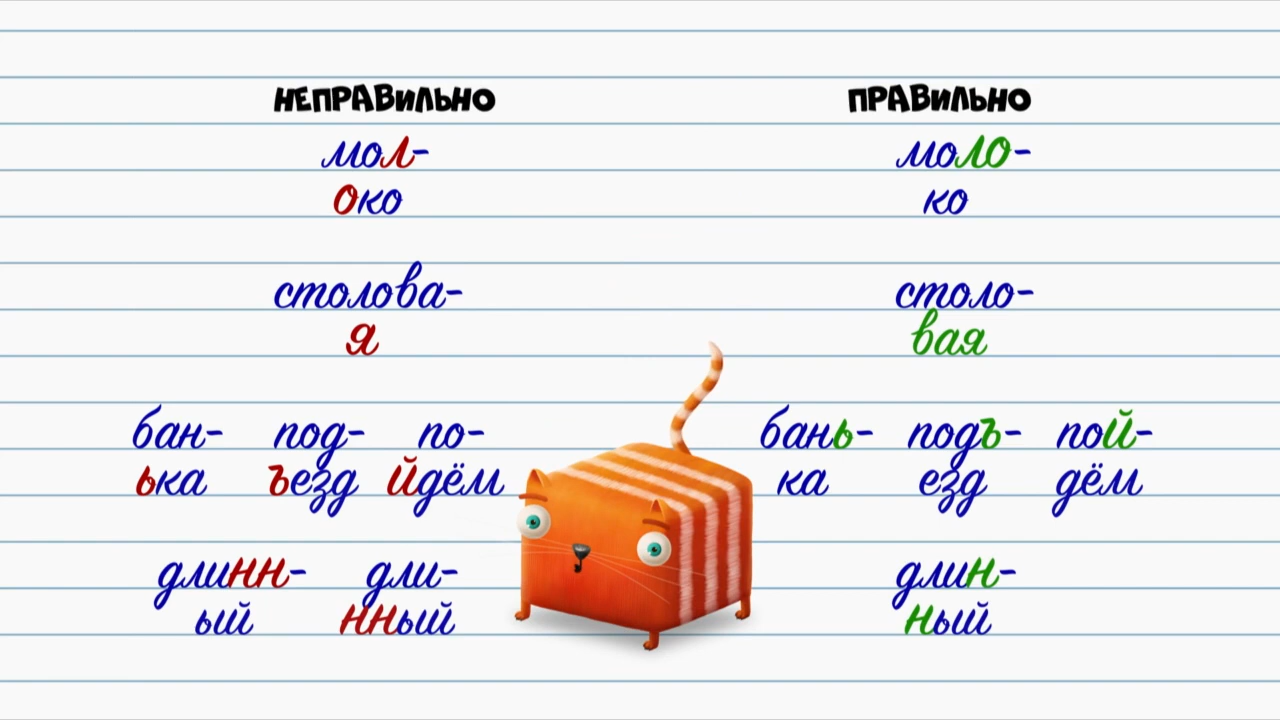 НЕПРАВИЛЬНО
мол-
око
столова-
я
бан- под- по-
ька ъезд йдём
длинн- дли-
ый нный
ПРАВИЛЬНО
моло-
ко
столо-
вая
бань- подъ- пой-
ка езд дём
длин-
ный